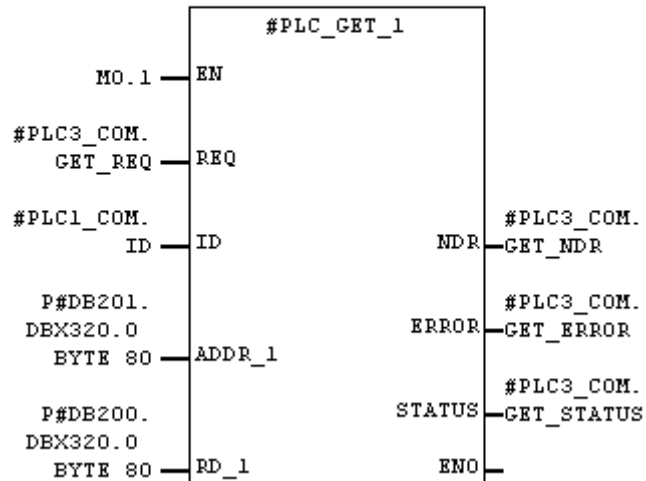 #PLC_GET_1
M0.1 EN
#PLC3_COM.
GET_REQ REQ
#PLC1_COM. #PLC3_COM.
ID ID NDR GET_NDR
P#DB201. #PLC3_COM.
DBX320.0 ERROR GET_ERROR
BYTE 80 ADDR_1
#PLC3_COM.
P#DB200. STATUS GET_STATUS
DBX320.0
BYTE 80 RD_1 ENO